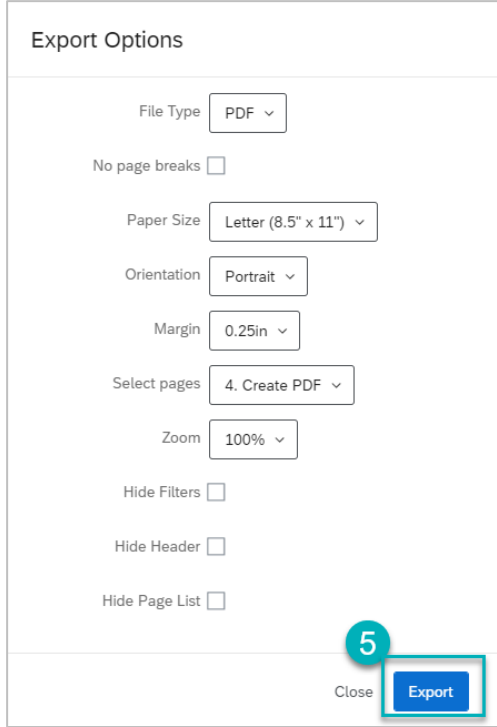 Export Options
File Type PDF
No page breaks
Paper Size Letter (8.5" x 11")
Orientation Portrait
Margin 0.25in
Select pages 4. Create PDF
Zoom 100%
Hide Filters
Hide Header
Hide Page List
5
Close Export